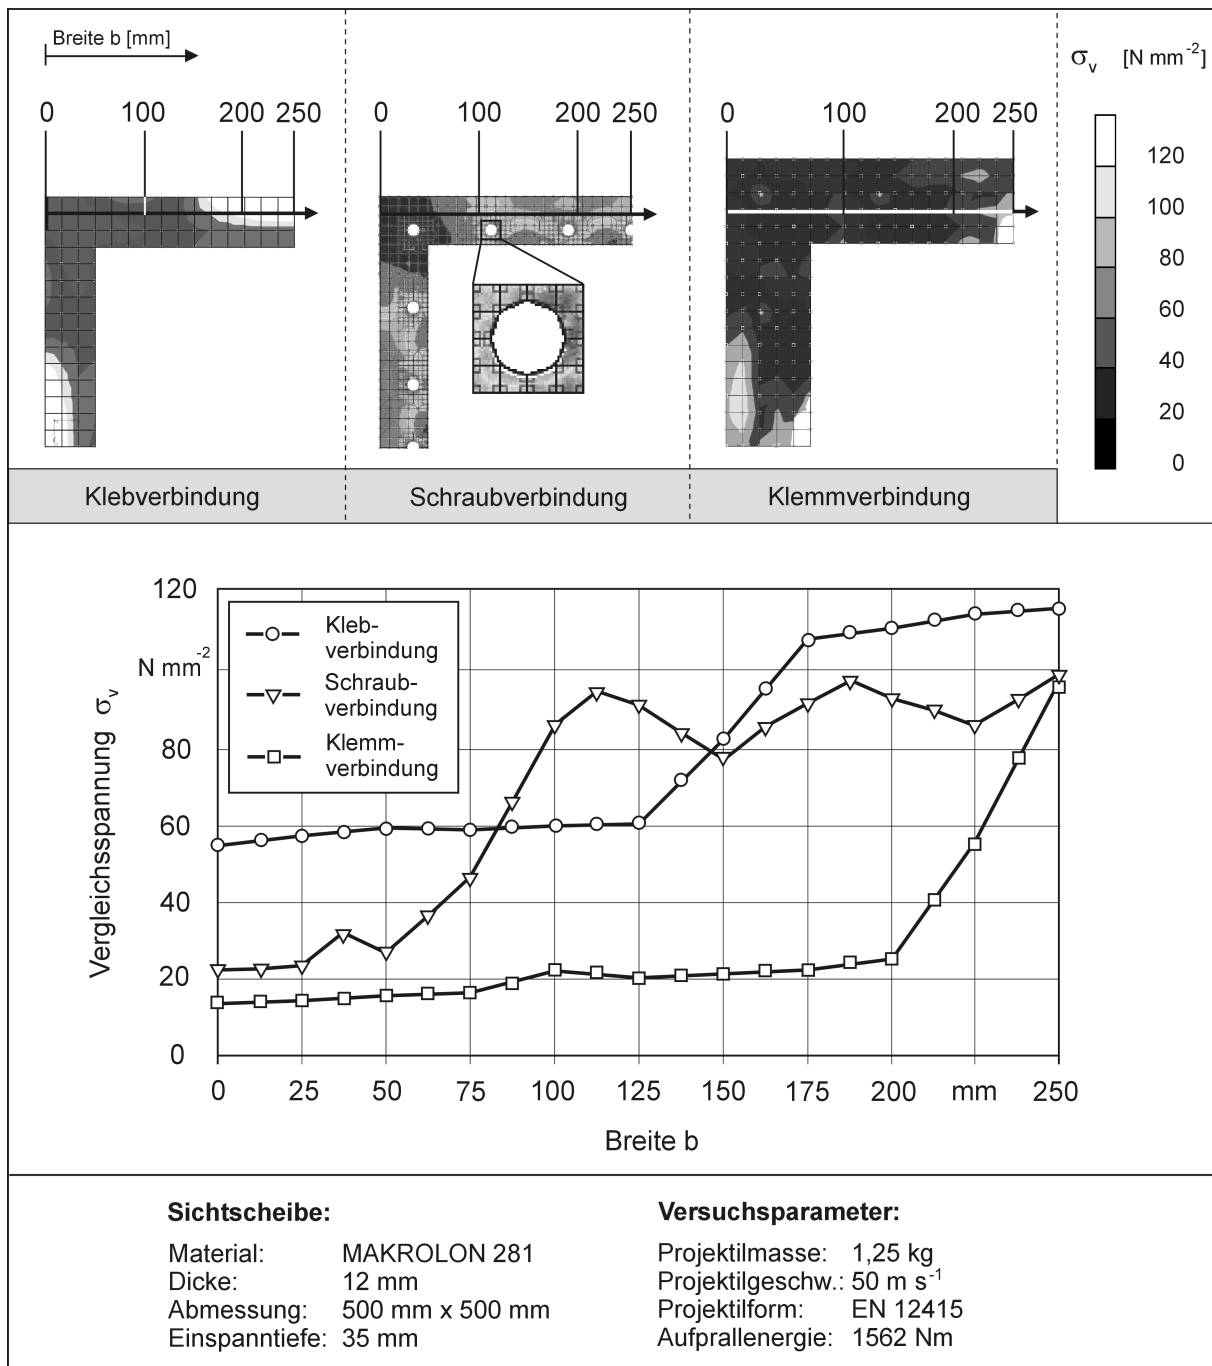 Breite b [mm]
0 100 200 250
0 100 200 250
0 100 200 250
σv [N mm-2]
120
100
80
60
40
20
0
Klebverbindung
Schraubverbindung
Klemmverbindung
120
N mm-2
80
60
40
20
0
Vergleichsspannung σv
Kleb-
verbindung
Schraub-
verbindung
Klemm-
verbindung
0 25 50 75 100 125 150 175 200 mm 250
Breite b
Sichtscheibe:
Material: MAKROLON 281
Dicke: 12 mm
Abmessung: 500 mm x 500 mm
Einspanntiefe: 35 mm
Versuchsparameter:
Projektilmasse: 1,25 kg
Projektilgeschw.: 50 m s-1
Projektilform: EN 12415
Aufprallenergie: 1562 Nm